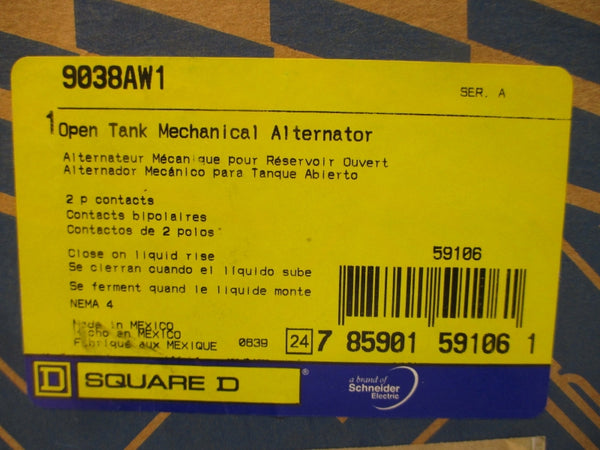 9038AW1
SER. A
1 Open Tank Mechanical Alternator
Alternateur Mécanique pour Réservoir Ouvert
Alternador Mecánico para Tanque Abierto
2 p contacts
Contacts bipolaires
Contactos de 2 polos
Close on liquid rise
Se cierran cuando el líquido sube
Se ferment quand le liquide monte
NEMA 4
59106
Made in MEXICO
Hecho en MEXICO
Fabriqué aux MEXIQUE 0839
24 7 85901 59106 1
D SQUARE D ®
a brand of
Schneider
Electric